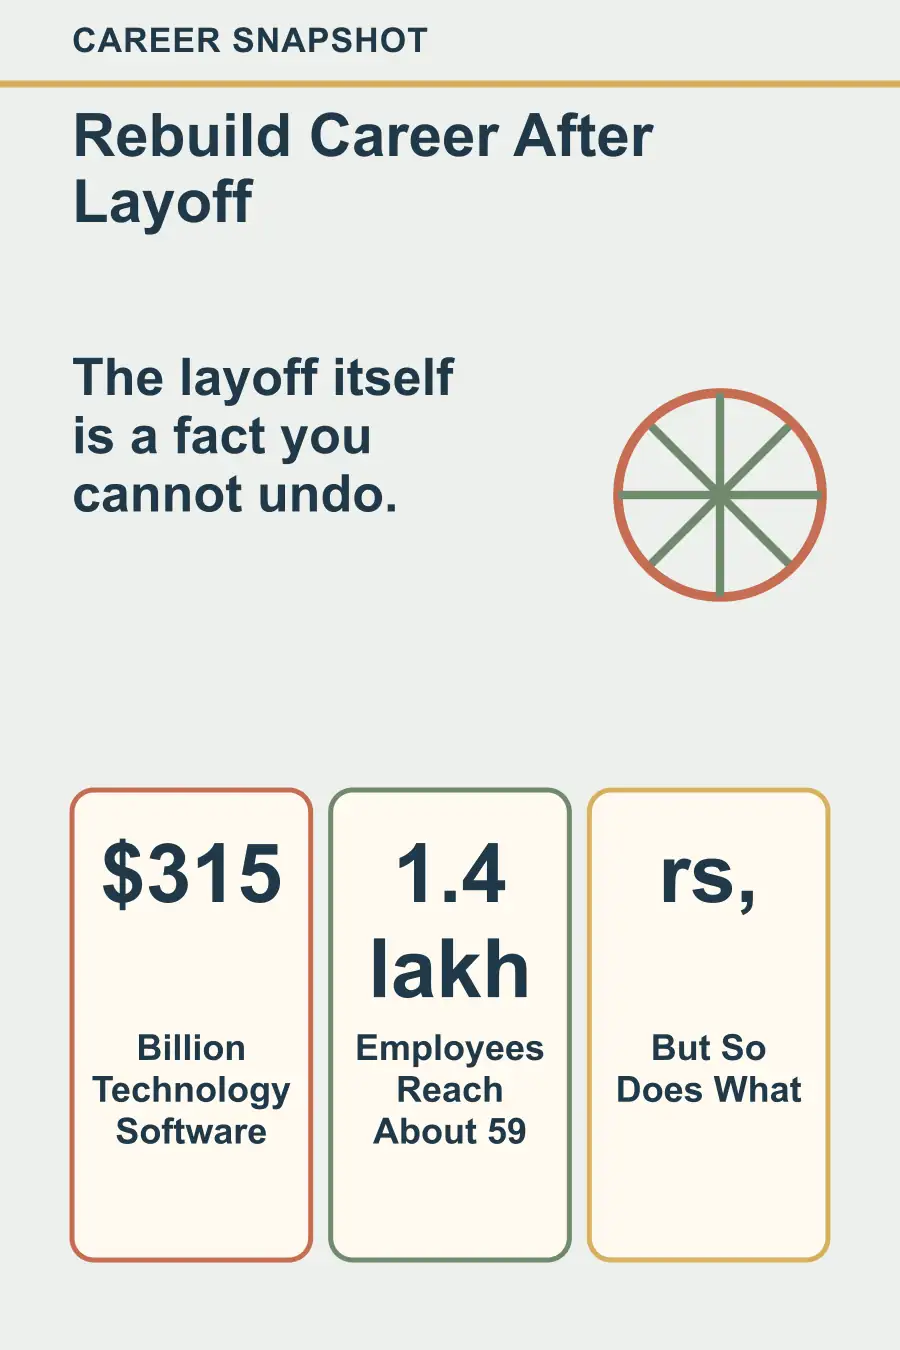 CAREER SNAPSHOT
Rebuild Career After
Layoff
The layoff itself
is a fact you
cannot undo.
$315
Billion
Technology
Software
1.4
lakh
Employees
Reach
About 59
rs,
But So
Does What